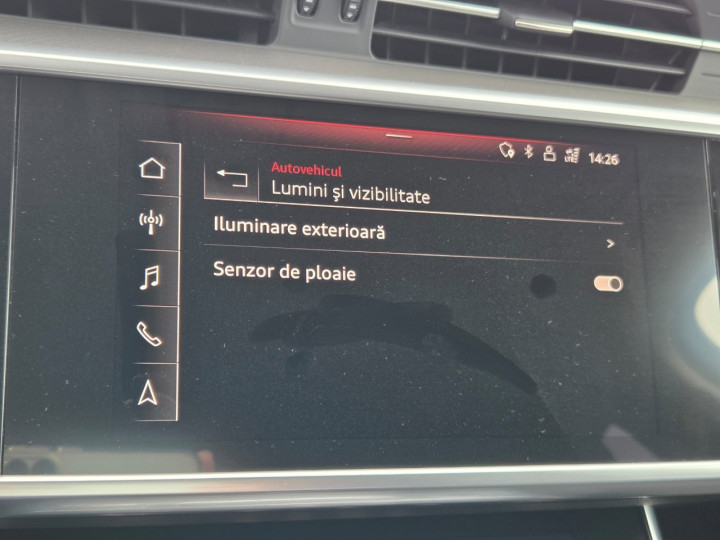 14:26
Autovehicul
Lumini și vizibilitate
Iluminare exterioară
Senzor de ploaie